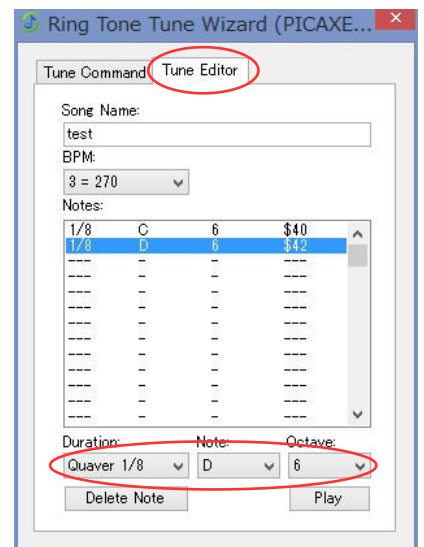 Ring Tone Tune Wizard (PICAXE...
Tune Command Tune Editor
Song Name:
test
BPM:
3 = 270
Notes:
1/8 C 6 $40
1/8 D 6 $42
--- - - ---
--- - - ---
--- - - ---
--- - - ---
--- - - ---
--- - - ---
--- - - ---
--- - - ---
--- - - ---
--- - - ---
Duration: Note: Octave:
Quaver 1/8 D 6
Delete Note Play